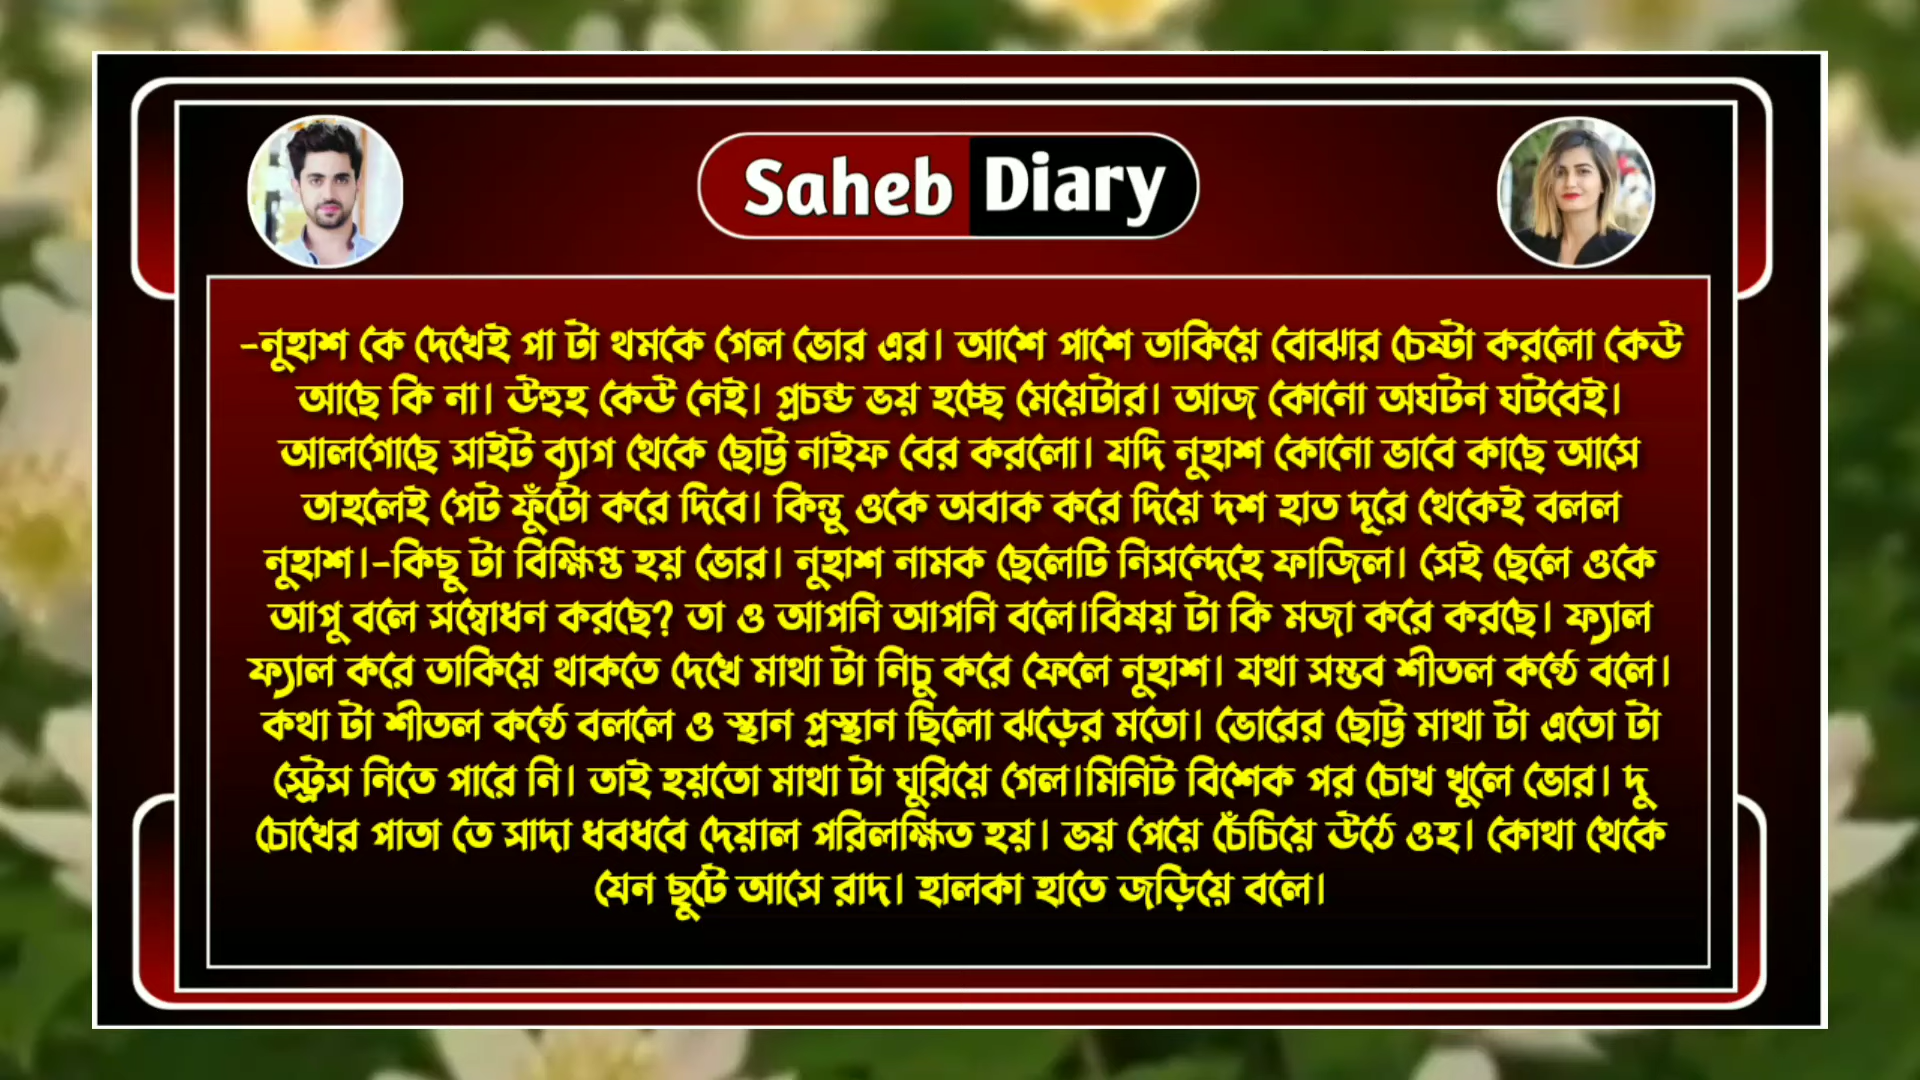 Saheb Diary
-নুহাশ কে দেখেই পা টা থমকে গেল ভোর এর। আশে পাশে তাকিয়ে বোঝার চেষ্টা করলো কেউ
আছে কি না। উহুহ কেউ নেই। প্রচন্ড ভয় হচ্ছে মেয়েটার। আজ কোনো অঘটন ঘটবেই।
আলগোছে সাইট ব্যাগ থেকে ছোট্ট নাইফ বের করলো। যদি নুহাশ কোনো ভাবে কাছে আসে
তাহলেই পেট ফুঁটো করে দিবে। কিন্তু ওকে অবাক করে দিয়ে দশ হাত দূরে থেকেই বলল
নুহাশ।-কিছু টা বিক্ষিপ্ত হয় ভোর। নুহাশ নামক ছেলেটি নিসন্দেহে ফাজিল। সেই ছেলে ওকে
আপু বলে সম্বোধন করছে? তা ও আপনি আপনি বলে।বিষয় টা কি মজা করে করছে। ফ্যাল
ফ্যাল করে তাকিয়ে থাকতে দেখে মাথা টা নিচু করে ফেলে নুহাশ। যথা সম্ভব শীতল কন্ঠে বলে।
কথা টা শীতল কন্ঠে বললে ও স্থান প্রস্থান ছিলো ঝড়ের মতো। ভোরের ছোট্ট মাথা টা এতো টা
স্ট্রেস নিতে পারে নি। তাই হয়তো মাথা টা ঘুরিয়ে গেল।মিনিট বিশেক পর চোখ খুলে ভোর। দু
চোখের পাতা তে সাদা ধবধবে দেয়াল পরিলক্ষিত হয়। ভয় পেয়ে চেঁচিয়ে উঠে ওহ। কোথা থেকে
যেন ছুটে আসে রাদ। হালকা হাতে জড়িয়ে বলে।